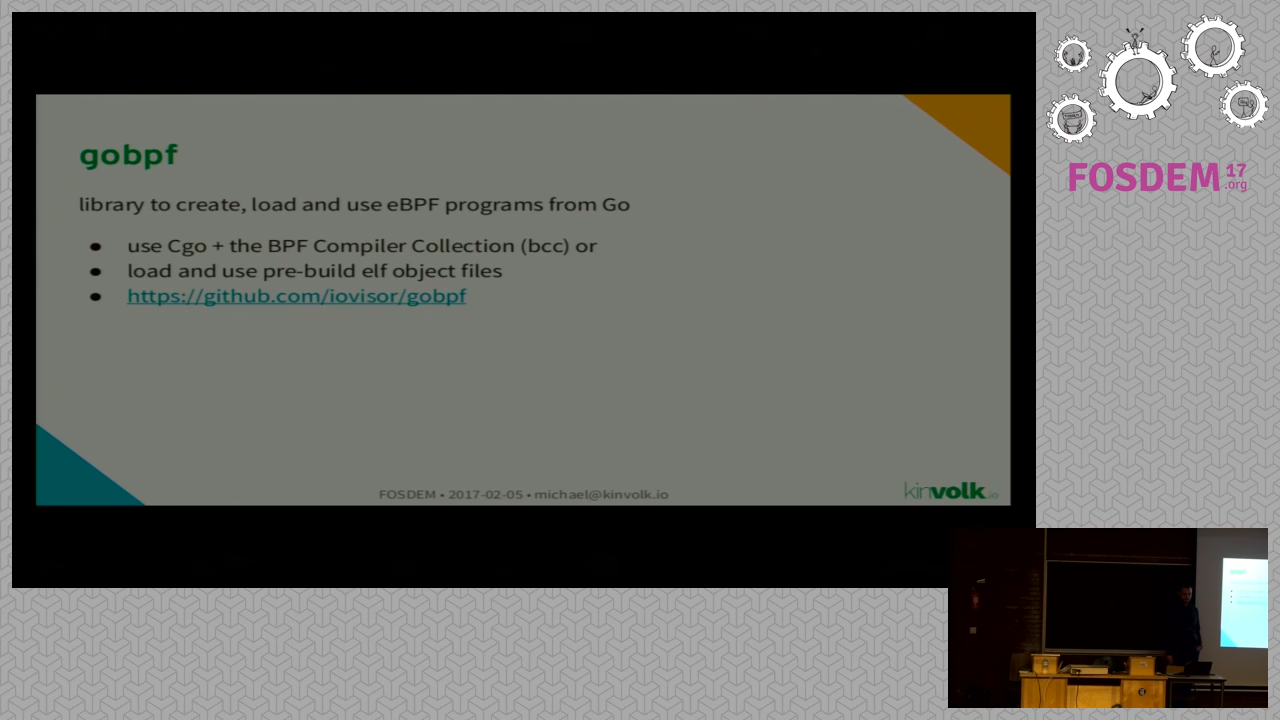 gobpf
library to create, load and use eBPF programs from Go
● use Cgo + the BPF Compiler Collection (bcc) or
● load and use pre-build elf object files
● https://github.com/iovisor/gobpf
FOSDEM • 2017-02-05 • michael@kinvolk.io
kinvolk.io
FOSDEM 17 .org